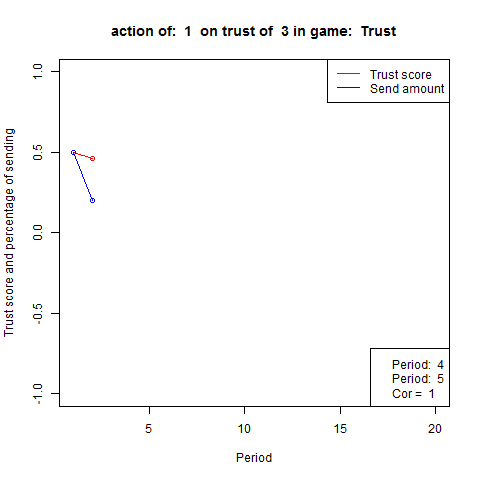 action of:  1  on trust of  3 in game:  Trust
Trust score
Send amount
Trust score and percentage of sending
1.0
0.5
0.0
-0.5
-1.0
Period:  4
Period:  5
Cor =  1
5 10 15 20
Period